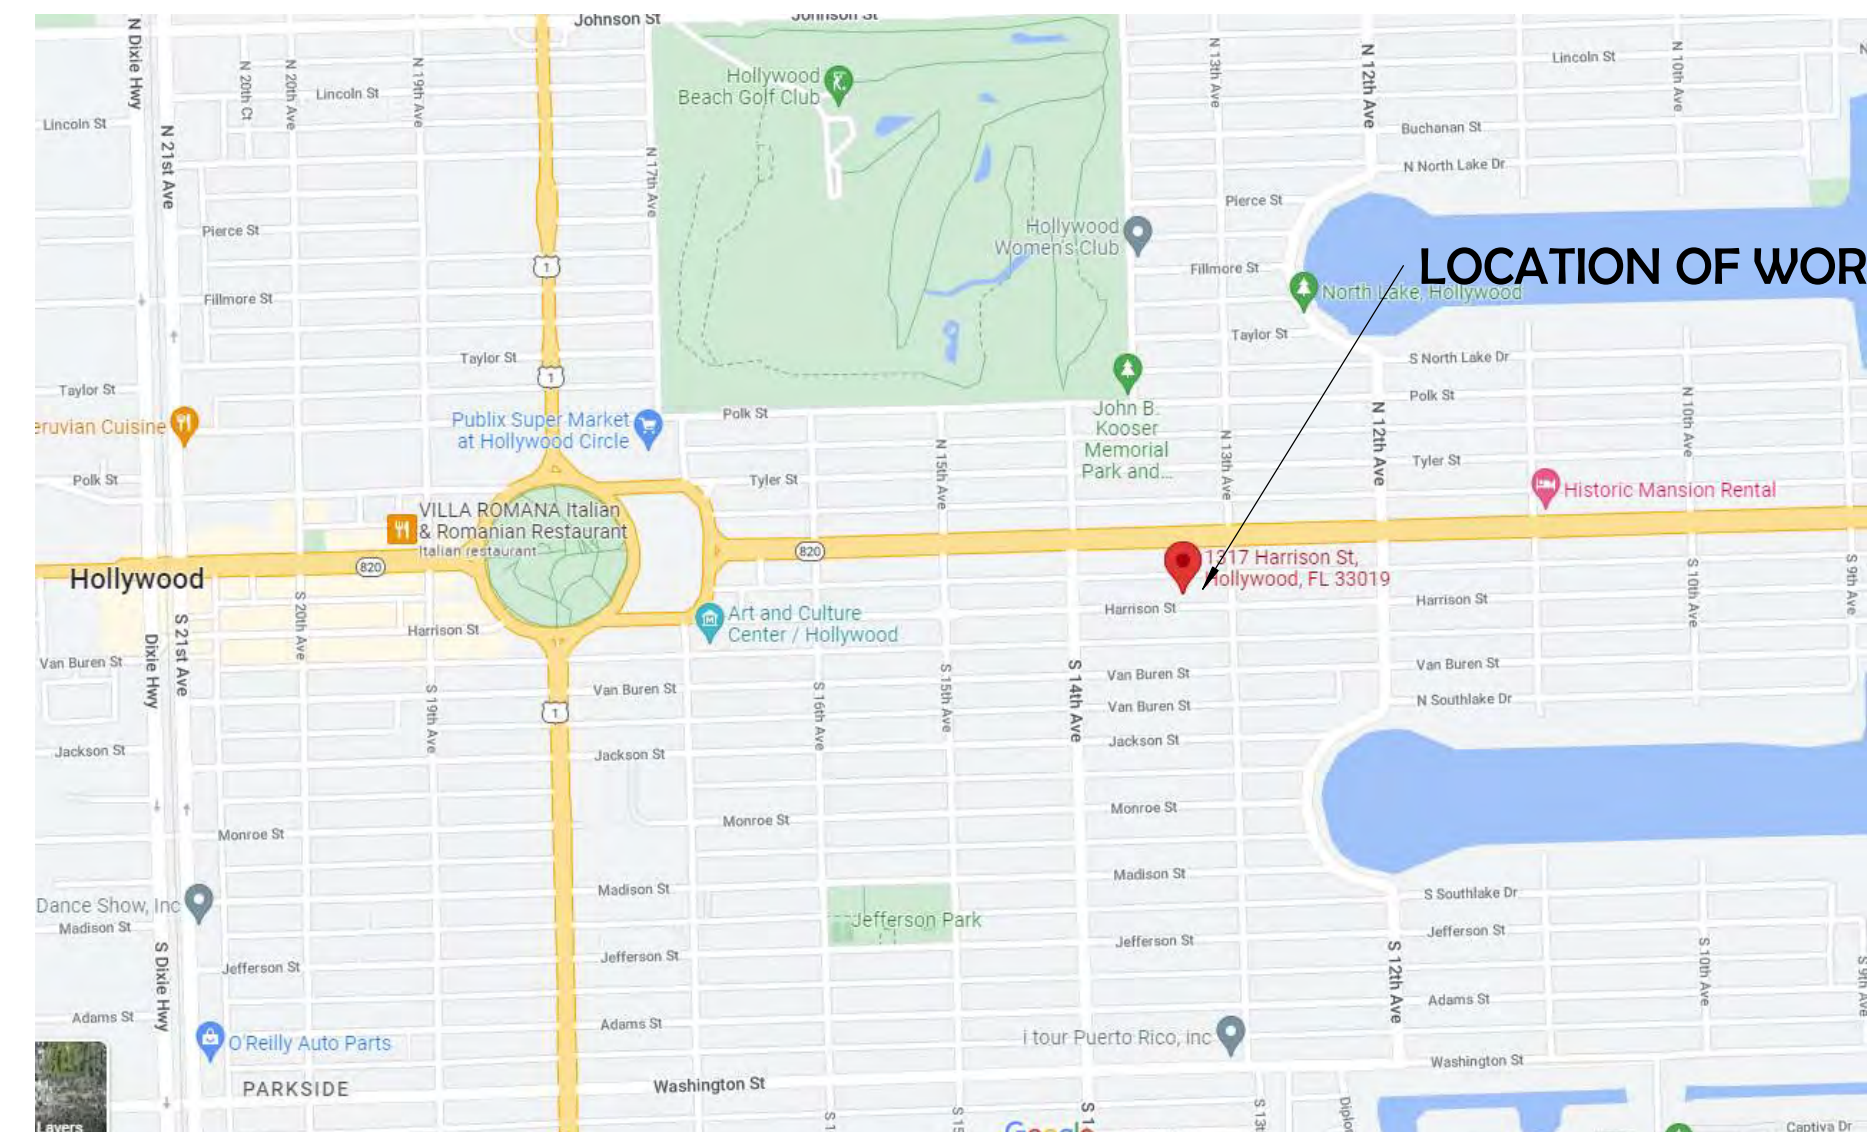 Johnson St
Johnson St
N Dixie Hwy
N 20th Ct
N 20th Ave
N 19th Ave
Lincoln St
Lincoln St
N 21st Ave
Hollywood
Beach Golf Club
N 17th Ave
N 13th Ave
N 12th Ave
Lincoln St
N 10th Ave
Buchanan St
N North Lake Dr
Pierce St
Pierce St
Hollywood
Women's Club
Fillmore St
Fillmore St
1
LOCATION OF WOR
North Lake, Hollywood
Taylor St
Taylor St
Taylor St
1
S North Lake Dr
Polk St
eruvian Cuisine
Publix Super Market
at Hollywood Circle
Polk St
John B.
Kooser
Memorial
Park and...
N 15th Ave
N 13th Ave
N 12th Ave
N 10th Ave
Tyler St
Polk St
Tyler St
Historic Mansion Rental
VILLA ROMANA Italian
& Romanian Restaurant
Italian restaurant
820
820
Hollywood
1317 Harrison St,
Hollywood, FL 33019
S 10th Ave
S 9th Ave
Harrison St
Harrison St
Harrison St
Art and Culture
Center / Hollywood
S 20th Ave
S 21st Ave
Dixie Hwy
Van Buren St
Van Buren St
Van Buren St
Van Buren St
Van Buren St
N Southlake Dr
S 19th Ave
S 16th Ave
S 15th Ave
S 14th Ave
1
Jackson St
Jackson St
Jackson St
Monroe St
Monroe St
Monroe St
Madison St
Madison St
S Southlake Dr
Dance Show, Inc
Madison St
Jefferson Park
Jefferson St
Jefferson St
Jefferson St
Jefferson St
S Dixie Hwy
S 12th Ave
S 10th Ave
S 9th Ave
Adams St
Adams St
Adams St
O'Reilly Auto Parts
i tour Puerto Rico, inc
Washington St
PARKSIDE
Washington St
S 1
S 15
S 1
S 13t
Diplo
Google
Layers
Captiva Dr